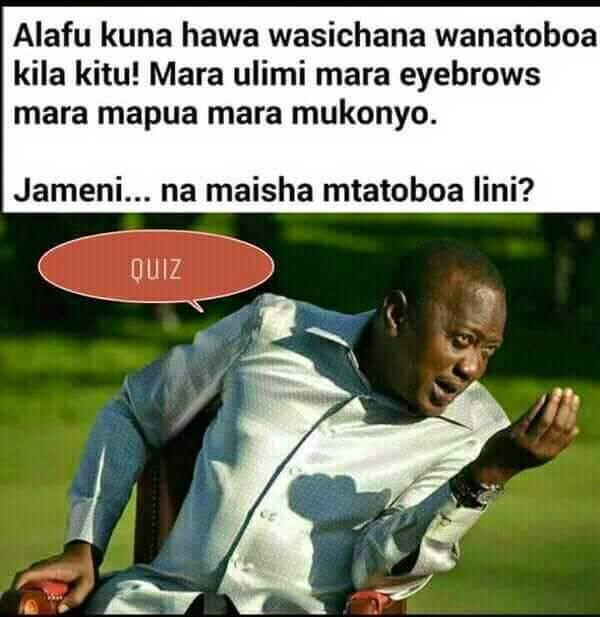 Alafu kuna hawa wasichana wanatoboa
kila kitu! Mara ulimi mara eyebrows
mara mapua mara mukonyo.
Jameni... na maisha mtatoboa lini?
QUIZ